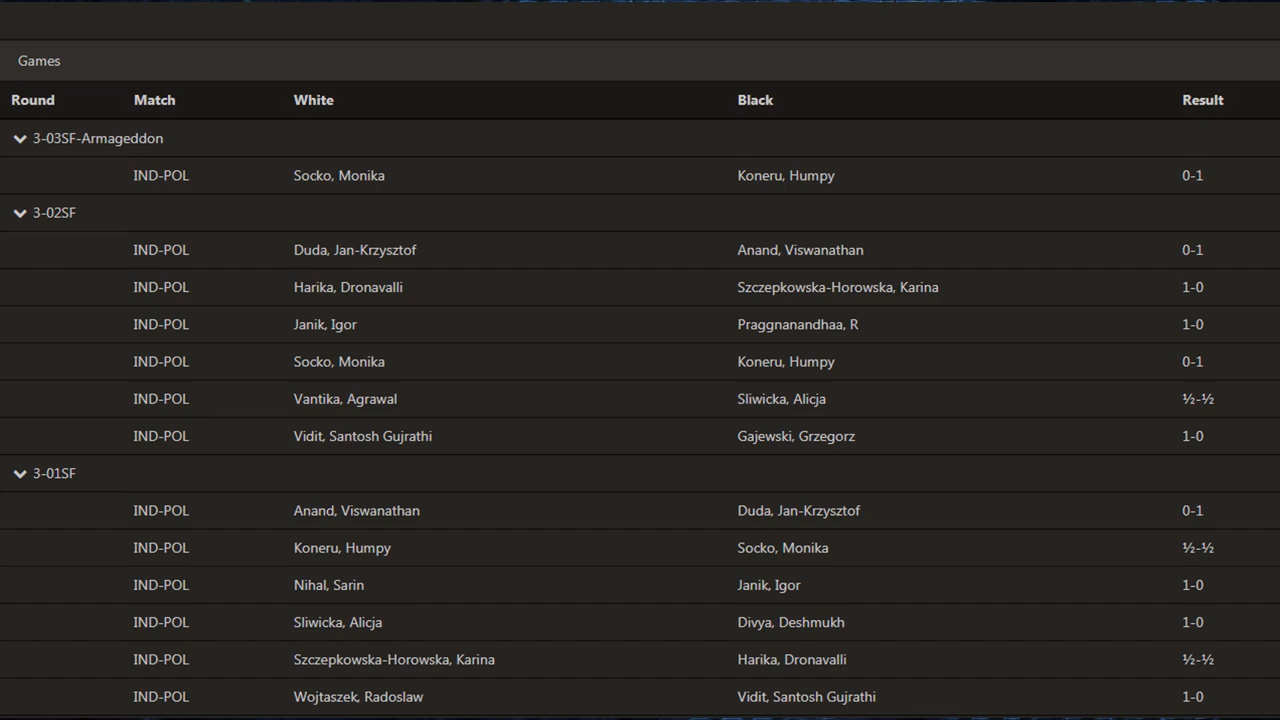 Games
Round Match White Black Result
3-03SF-Armageddon
IND-POL Socko, Monika Koneru, Humpy 0-1
3-02SF
IND-POL Duda, Jan-Krzysztof Anand, Viswanathan 0-1
IND-POL Harika, Dronavalli Szczepkowska-Horowska, Karina 1-0
IND-POL Janik, Igor Praggnanandhaa, R 1-0
IND-POL Socko, Monika Koneru, Humpy 0-1
IND-POL Vantika, Agrawal Sliwicka, Alicja ½-½
IND-POL Vidit, Santosh Gujrathi Gajewski, Grzegorz 1-0
3-01SF
IND-POL Anand, Viswanathan Duda, Jan-Krzysztof 0-1
IND-POL Koneru, Humpy Socko, Monika ½-½
IND-POL Nihal, Sarin Janik, Igor 1-0
IND-POL Sliwicka, Alicja Divya, Deshmukh 1-0
IND-POL Szczepkowska-Horowska, Karina Harika, Dronavalli ½-½
IND-POL Wojtaszek, Radoslaw Vidit, Santosh Gujrathi 1-0